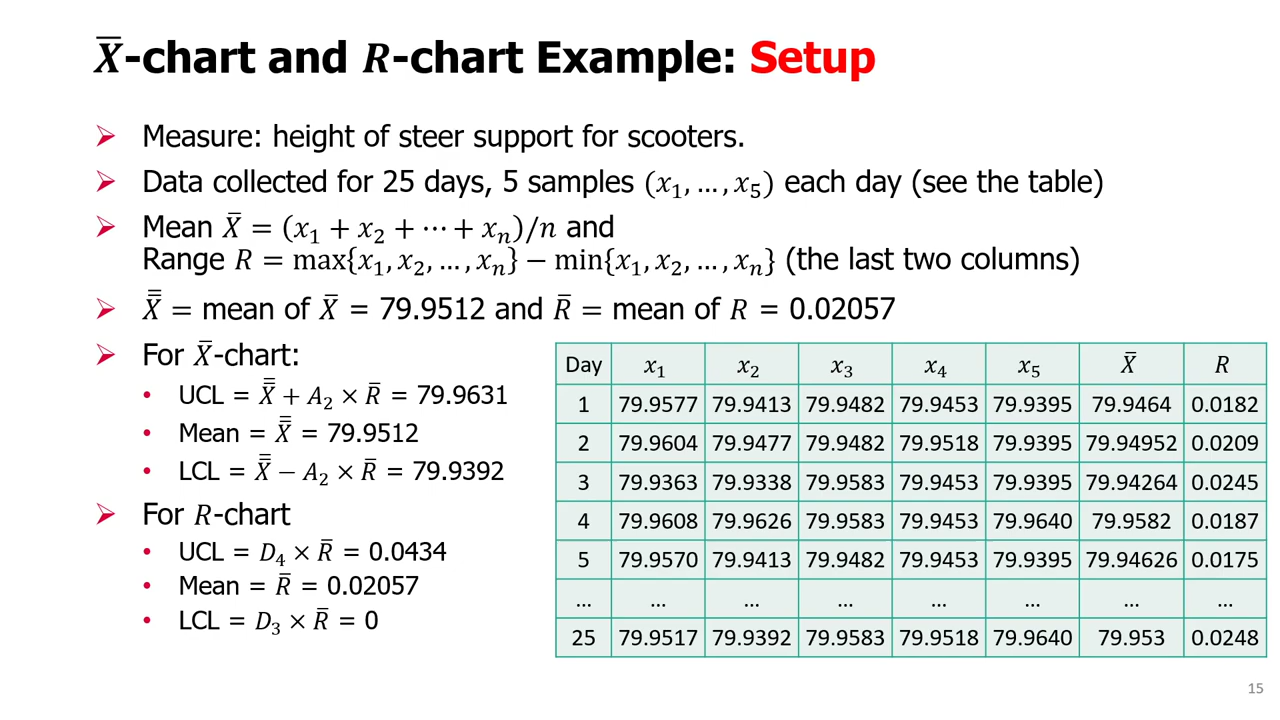 X̄-chart and R-chart Example: Setup
➢ Measure: height of steer support for scooters.
➢ Data collected for 25 days, 5 samples (x₁, … , x₅) each day (see the table)
➢ Mean X̄ = (x₁ + x₂ + ⋯ + xₙ)/n and
Range R = max{x₁, x₂, … , xₙ} − min{x₁, x₂, … , xₙ} (the last two columns)
➢ X̿ = mean of X̄ = 79.9512 and R̄ = mean of R = 0.02057
➢ For X̄-chart:
• UCL = X̿ + A₂ × R̄ = 79.9631
• Mean = X̿ = 79.9512
• LCL = X̿ − A₂ × R̄ = 79.9392
➢ For R-chart
• UCL = D₄ × R̄ = 0.0434
• Mean = R̄ = 0.02057
• LCL = D₃ × R̄ = 0
Day x₁ x₂ x₃ x₄ x₅ X̄ R
1 79.9577 79.9413 79.9482 79.9453 79.9395 79.9464 0.0182
2 79.9604 79.9477 79.9482 79.9518 79.9395 79.94952 0.0209
3 79.9363 79.9338 79.9583 79.9453 79.9395 79.94264 0.0245
4 79.9608 79.9626 79.9583 79.9453 79.9640 79.9582 0.0187
5 79.9570 79.9413 79.9482 79.9453 79.9395 79.94626 0.0175
... ... ... ... ... ... ... ...
25 79.9517 79.9392 79.9583 79.9518 79.9640 79.953 0.0248
15